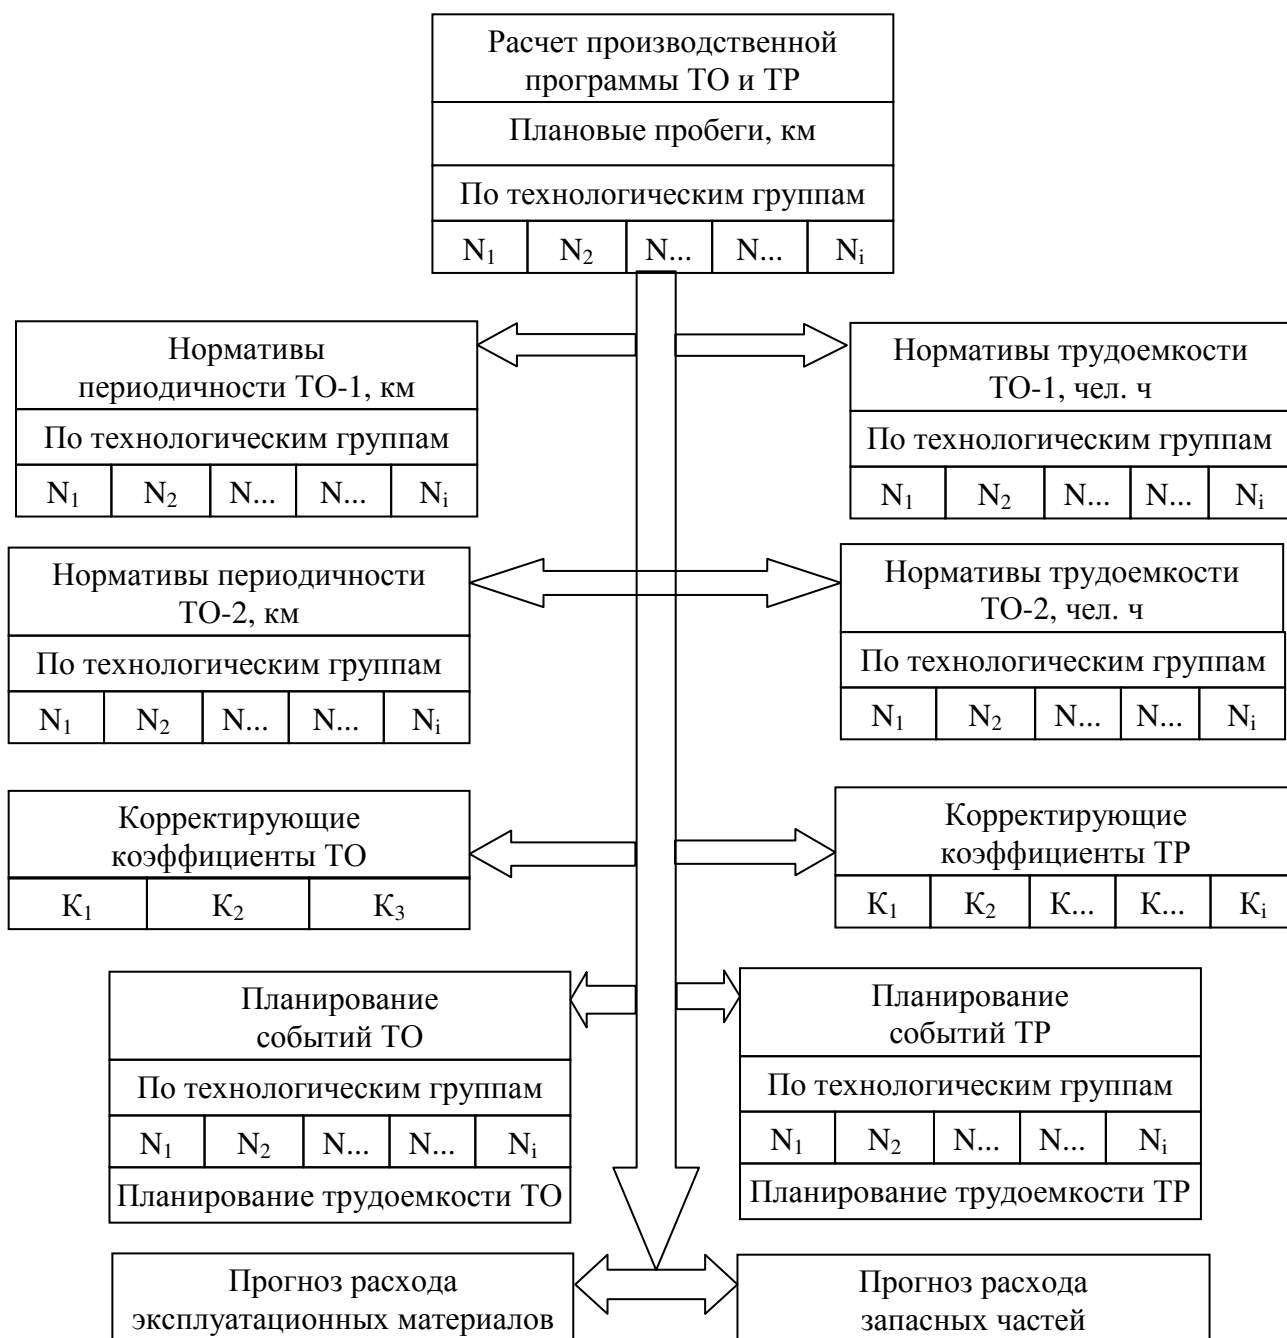 Расчет производственной
программы ТО и ТР
Плановые пробеги, км
По технологическим группам
N₁ N₂ N... N... Nᵢ
Нормативы
периодичности ТО-1, км
По технологическим группам
N₁ N₂ N... N... Nᵢ
Нормативы трудоемкости
ТО-1, чел. ч
По технологическим группам
N₁ N₂ N... N... Nᵢ
Нормативы периодичности
ТО-2, км
По технологическим группам
N₁ N₂ N... N... Nᵢ
Нормативы трудоемкости
ТО-2, чел. ч
По технологическим группам
N₁ N₂ N... N... Nᵢ
Корректирующие
коэффициенты ТО
К₁ К₂ К₃
Корректирующие
коэффициенты ТР
К₁ К₂ К... К... Кᵢ
Планирование
событий ТО
По технологическим группам
N₁ N₂ N... N... Nᵢ
Планирование трудоемкости ТО
Планирование
событий ТР
По технологическим группам
N₁ N₂ N... N... Nᵢ
Планирование трудоемкости ТР
Прогноз расхода
эксплуатационных материалов
Прогноз расхода
запасных частей